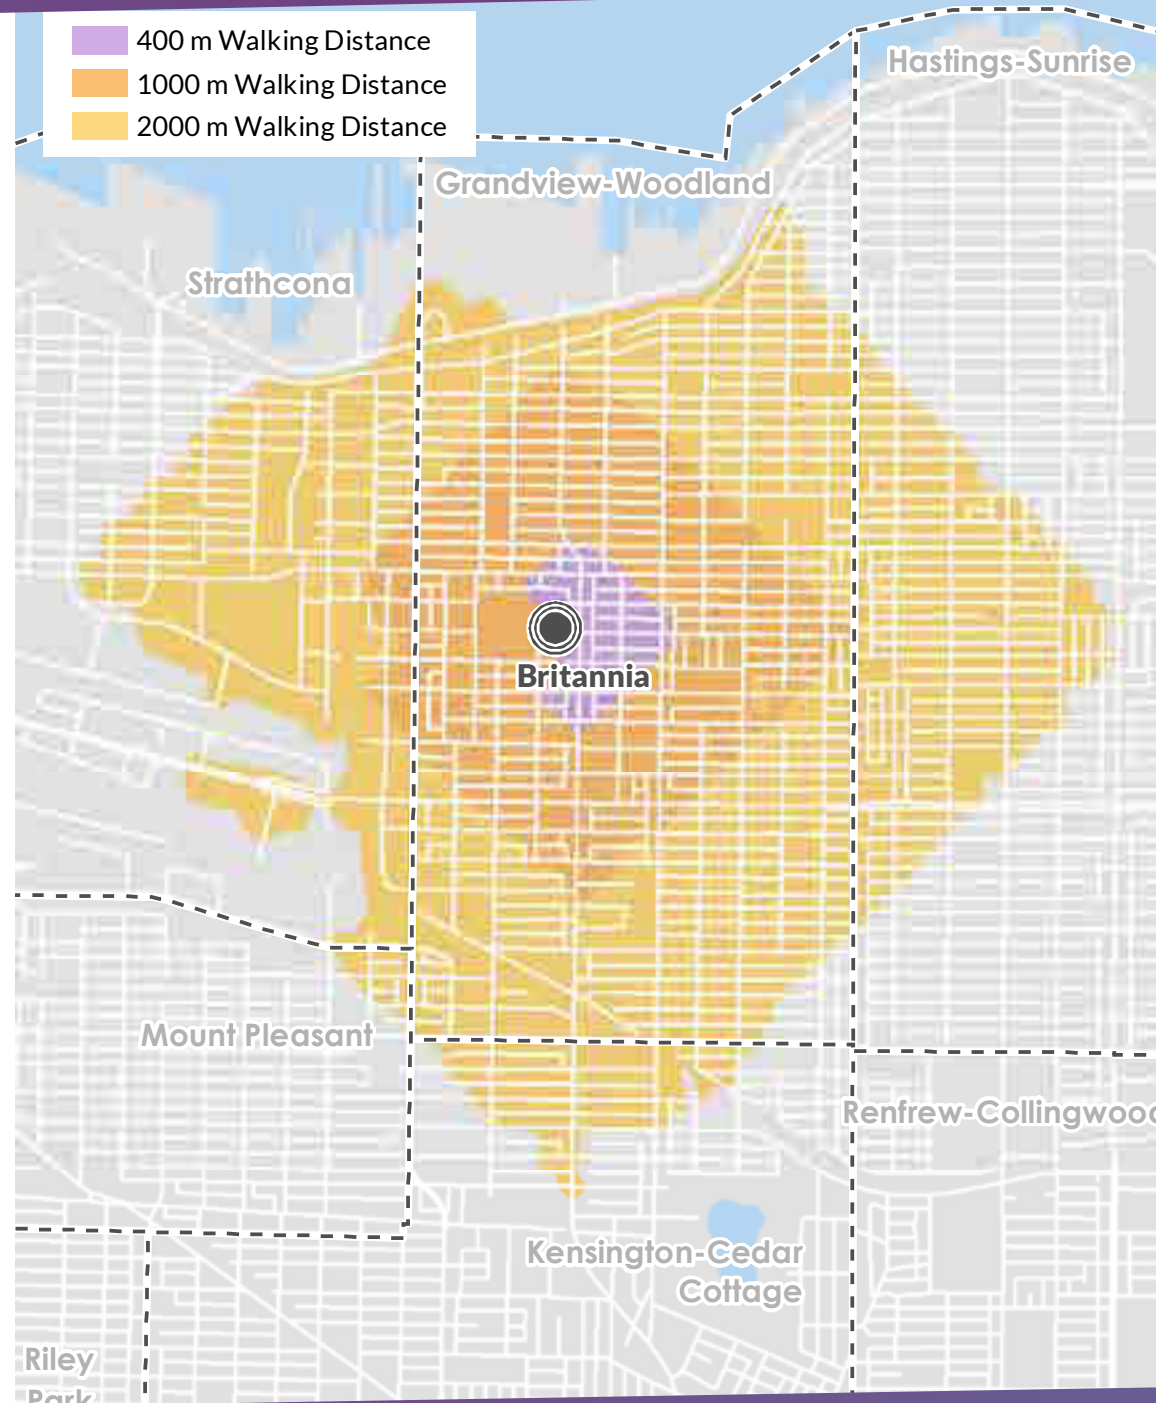 400 m Walking Distance
1000 m Walking Distance
2000 m Walking Distance
Hastings-Sunrise
Grandview-Woodland
Strathcona
Britannia
Mount Pleasant
Renfrew-Collingwood
Kensington-Cedar
Cottage
Riley
Park